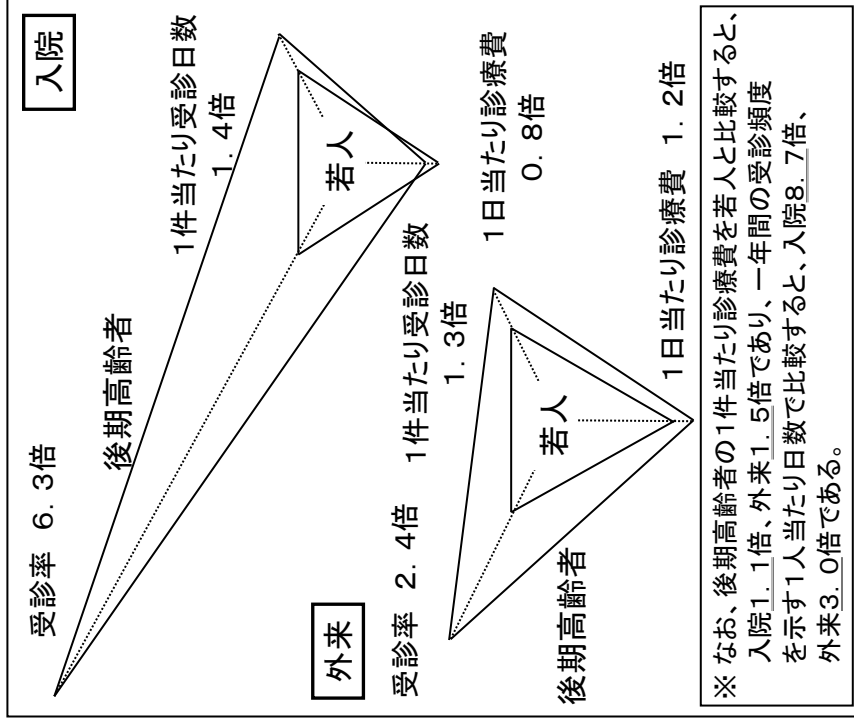 入院
受診率 6.3倍
後期高齢者
1件当たり受診日数
1.4倍
若人
1日当たり診療費
0.8倍
外来
受診率 2.4倍
1件当たり受診日数
1.3倍
後期高齢者
若人
1日当たり診療費 1.2倍
※ なお、後期高齢者の1件当たり診療費を若人と比較すると、
入院1.1倍、外来1.5倍であり、一年間の受診頻度
を示す1人当たり日数で比較すると、入院8.7倍、
外来3.0倍である。